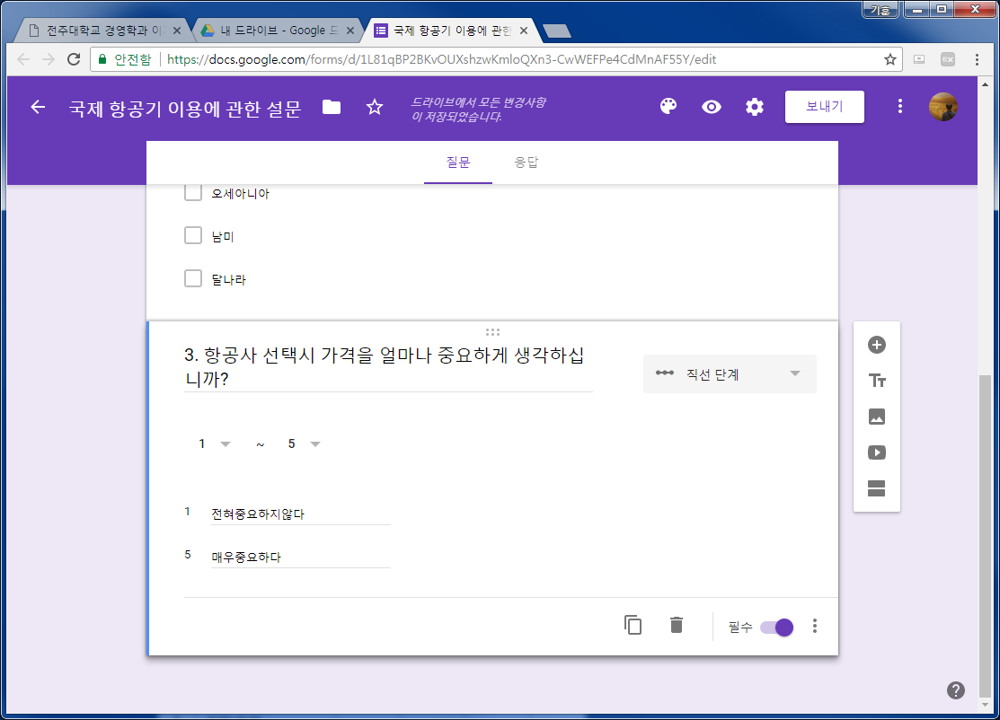 기훈
전주대학교 경영학과 이
내 드라이브 - Google 드
국제 항공기 이용에 관한
안전함
https://docs.google.com/forms/d/1L81qBP2BKvOUXshzwKmloQXn3-CwWEFPe4CdMnAF55Y/edit
국제 항공기 이용에 관한 설문
드라이브에서 모든 변경사항
이 저장되었습니다.
보내기
질문
응답
오세아니아
남미
달나라
3. 항공사 선택시 가격을 얼마나 중요하게 생각하십
니까?
직선 단계
1 ~ 5
1 전혀중요하지않다
5 매우중요하다
필수